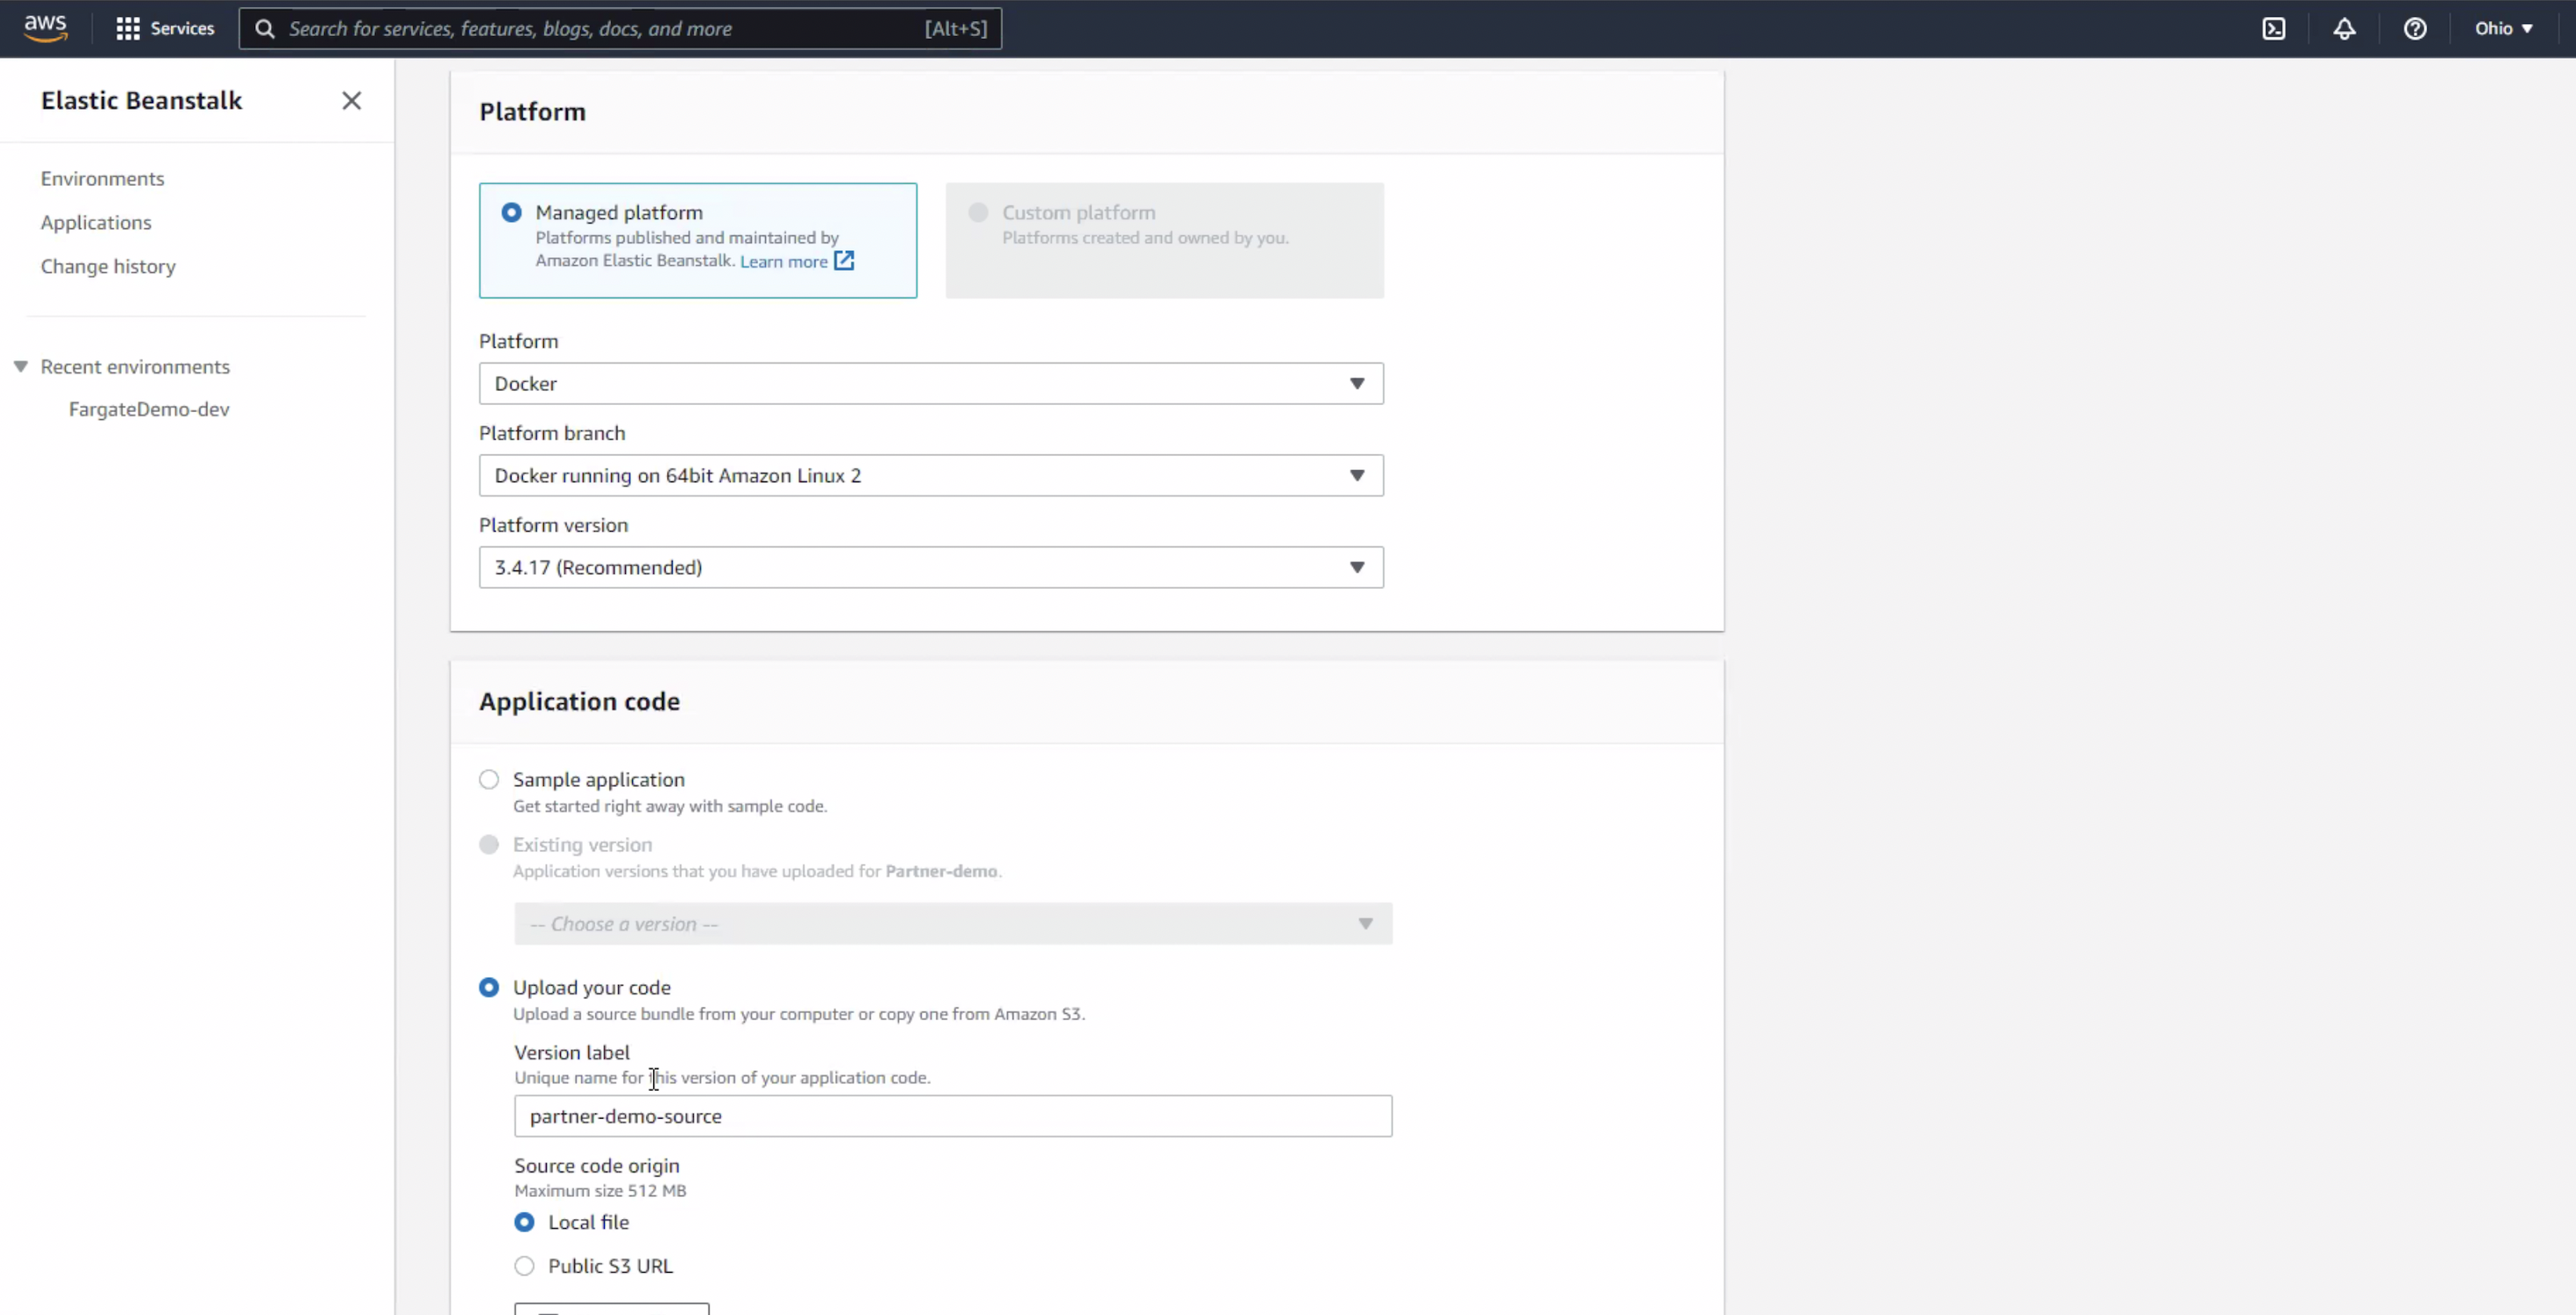 aws
Services
Search for services, features, blogs, docs, and more
[Alt+S]
Ohio
Elastic Beanstalk
Environments
Applications
Change history
Recent environments
FargateDemo-dev
Platform
Managed platform
Platforms published and maintained by
Amazon Elastic Beanstalk. Learn more
Custom platform
Platforms created and owned by you.
Platform
Docker
Platform branch
Docker running on 64bit Amazon Linux 2
Platform version
3.4.17 (Recommended)
Application code
Sample application
Get started right away with sample code.
Existing version
Application versions that you have uploaded for Partner-demo.
-- Choose a version --
Upload your code
Upload a source bundle from your computer or copy one from Amazon S3.
Version label
Unique name for this version of your application code.
partner-demo-source
Source code origin
Maximum size 512 MB
Local file
Public S3 URL